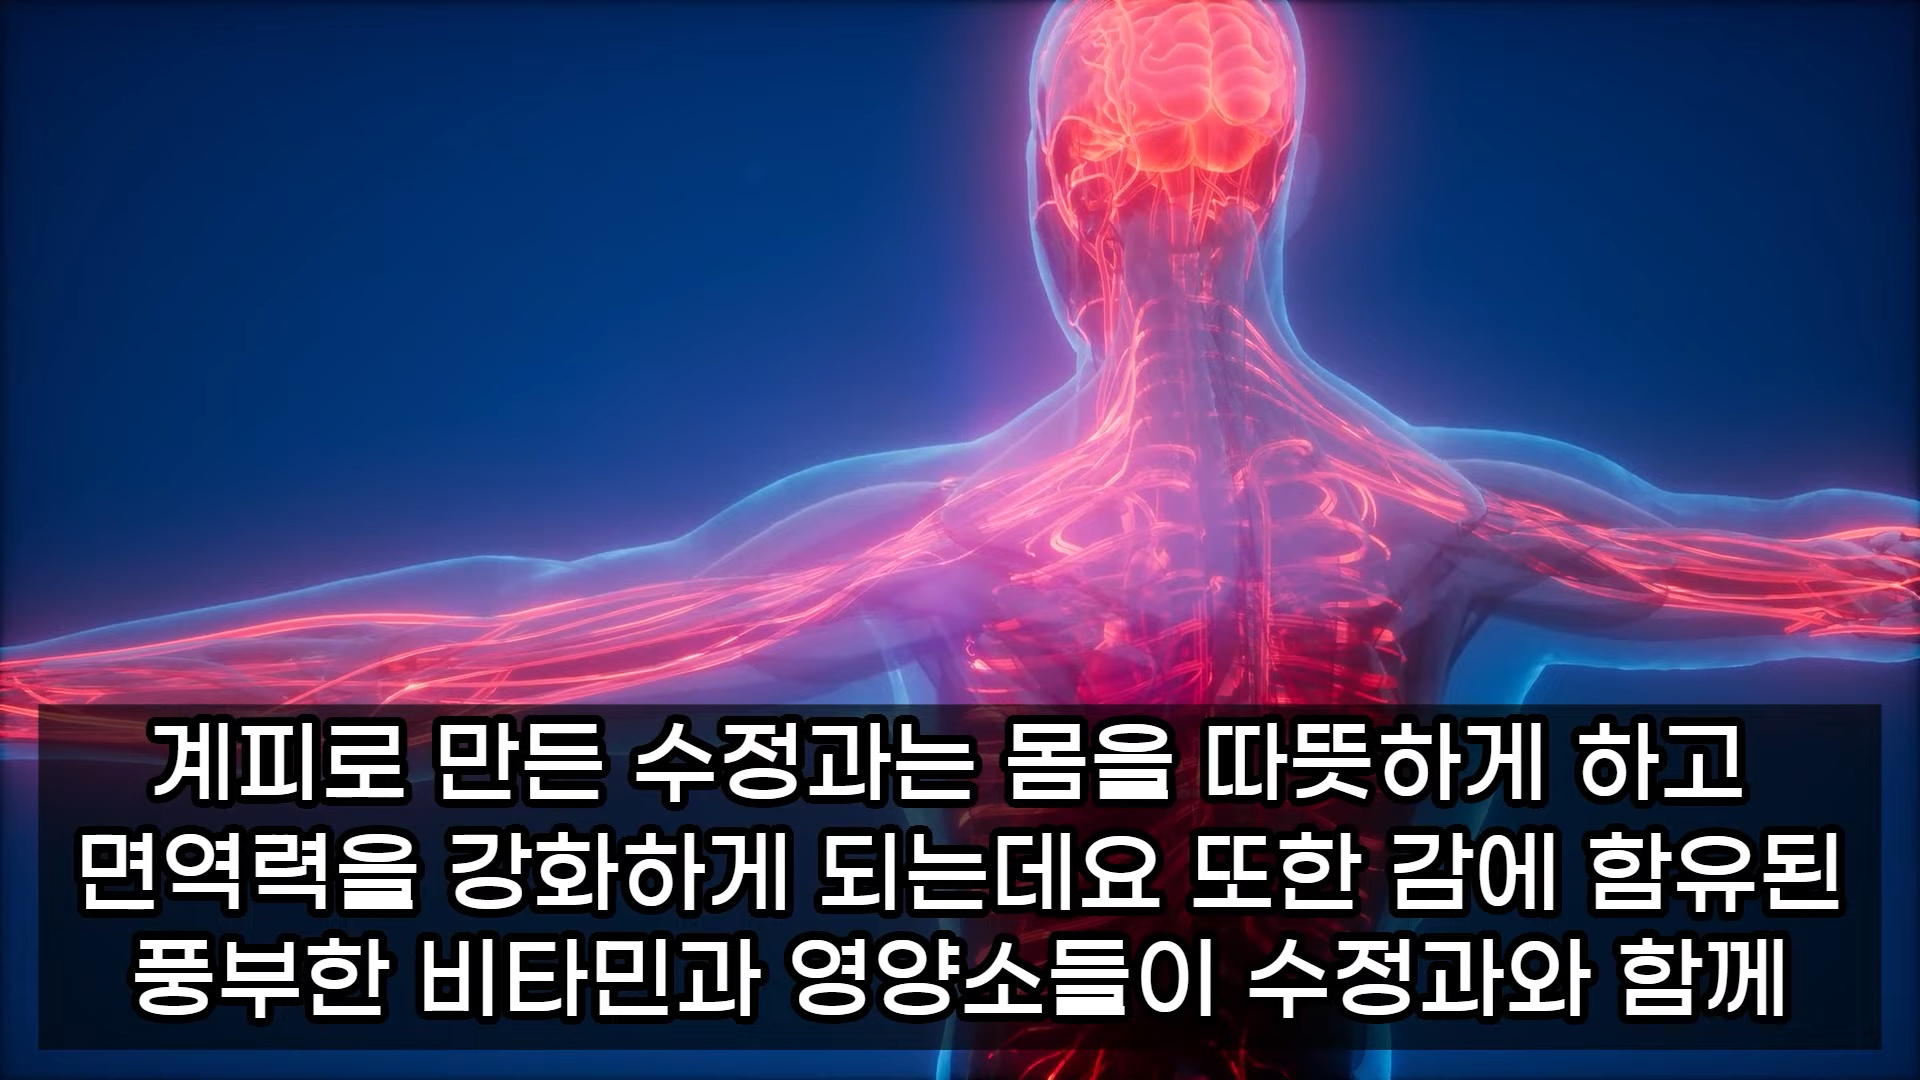 계피로 만든 수정과는 몸을 따뜻하게 하고
면역력을 강화하게 되는데요 또한 감에 함유된
풍부한 비타민과 영양소들이 수정과와 함께